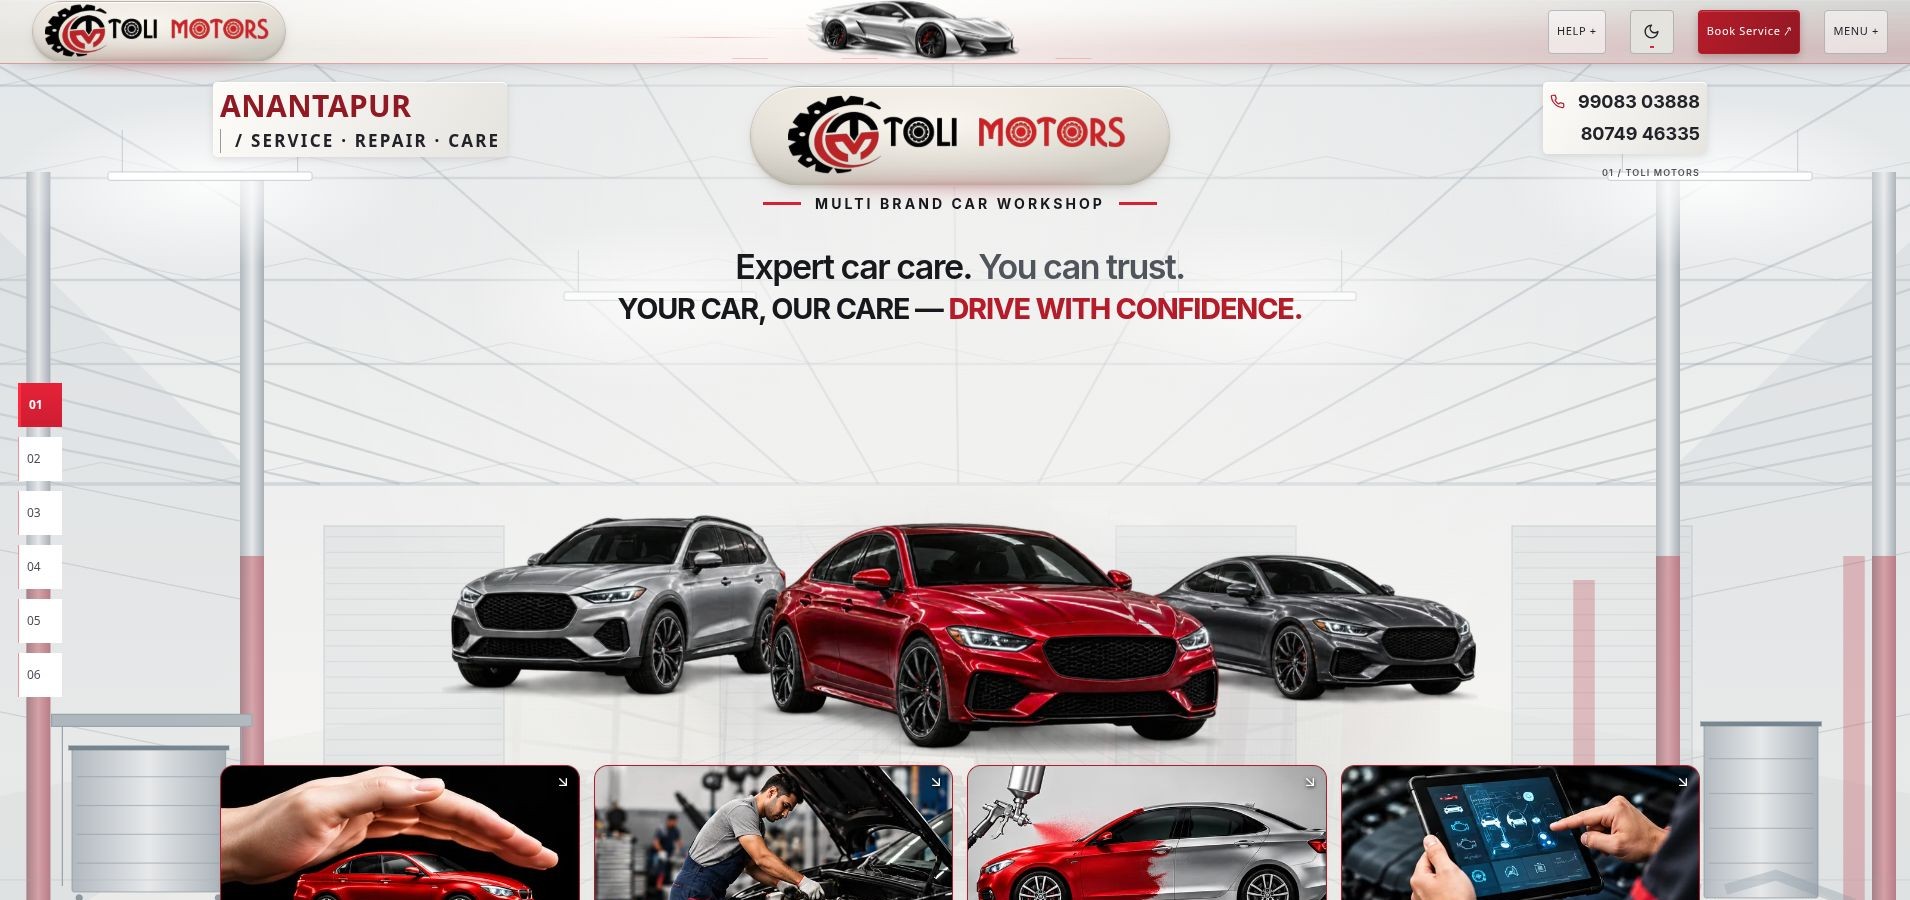 TOLI MOTORS
HELP +
Book Service ↗
MENU +
ANANTAPUR
/ SERVICE · REPAIR · CARE
TOLI MOTORS
99083 03888
80749 46335
01 / TOLI MOTORS
MULTI BRAND CAR WORKSHOP
Expert car care. You can trust.
YOUR CAR, OUR CARE — DRIVE WITH CONFIDENCE.
01
02
03
04
05
06